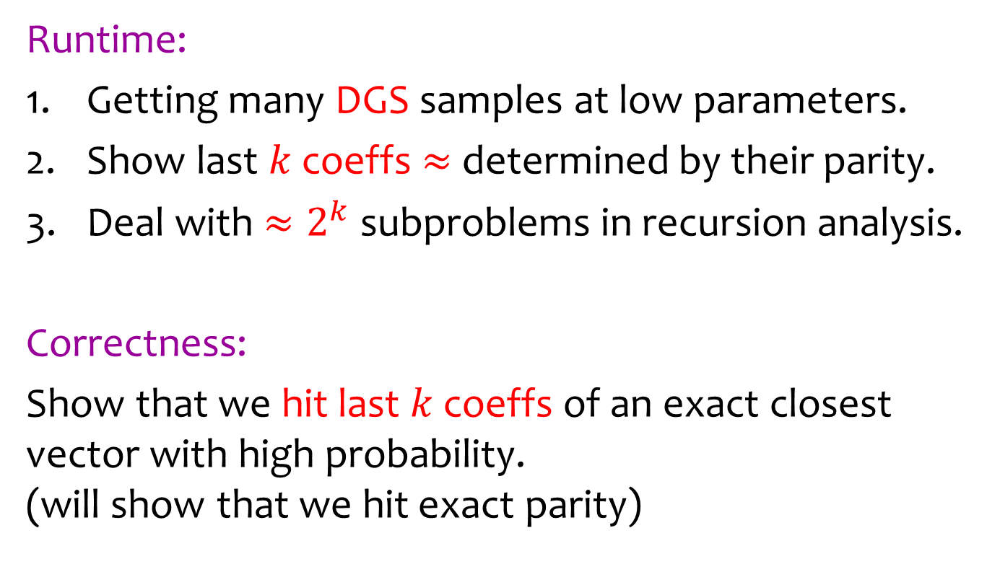 Runtime:
1. Getting many DGS samples at low parameters.
2. Show last k coeffs ≈ determined by their parity.
3. Deal with ≈ 2^k subproblems in recursion analysis.
Correctness:
Show that we hit last k coeffs of an exact closest
vector with high probability.
(will show that we hit exact parity)